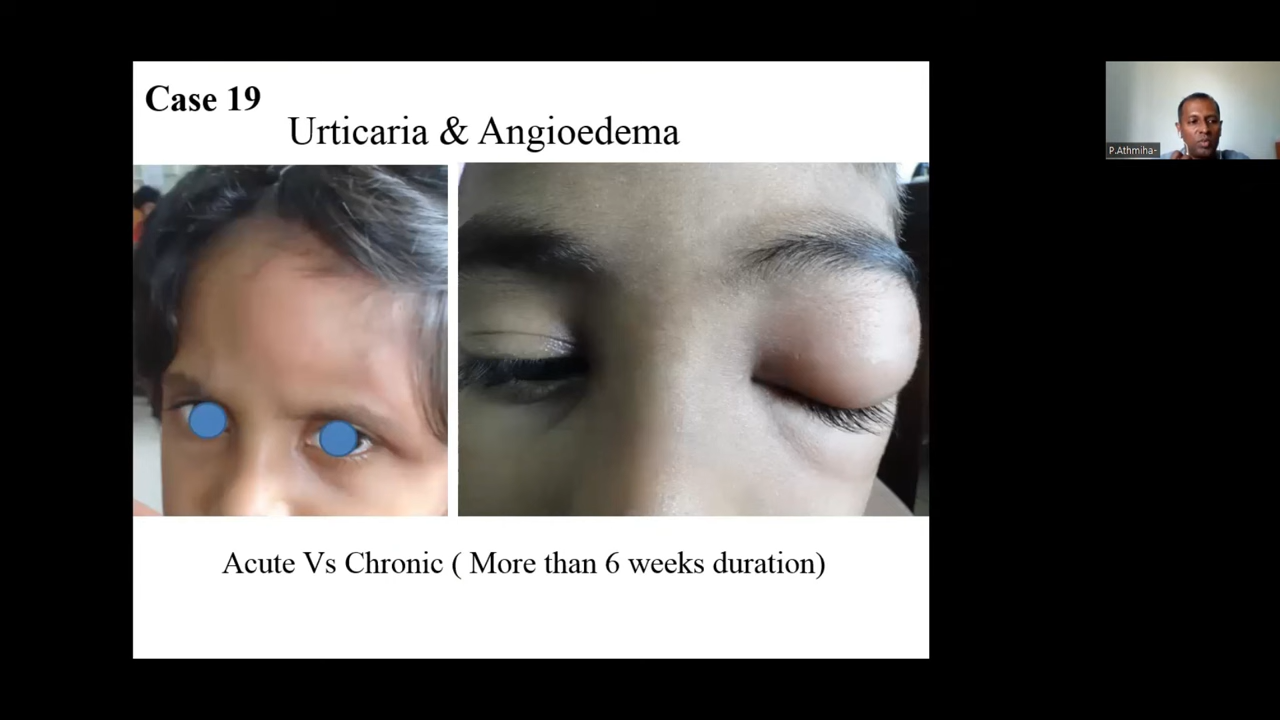 Case 19
Urticaria & Angioedema
P.Athmiha-
Acute Vs Chronic ( More than 6 weeks duration)